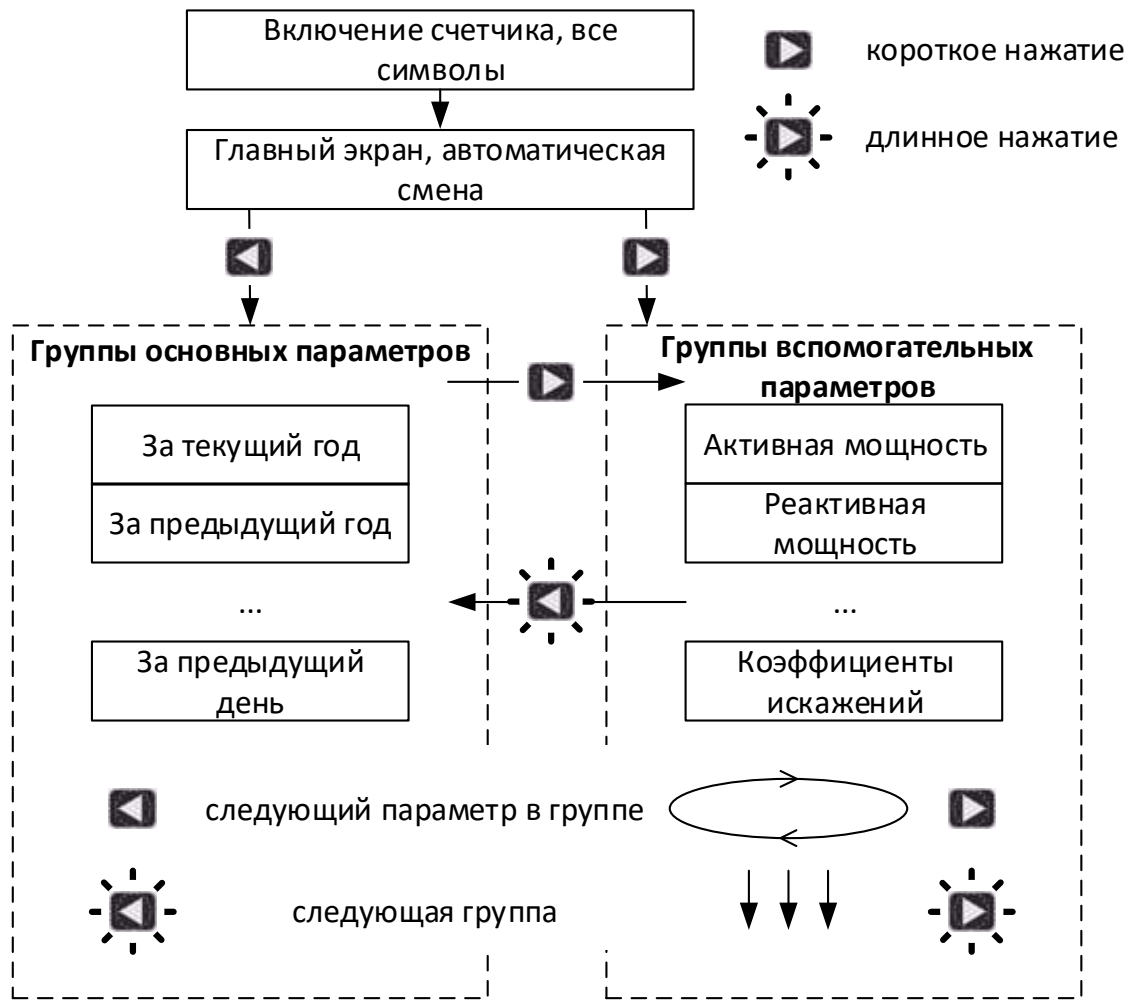 Включение счетчика, все
символы
короткое нажатие
длинное нажатие
Главный экран, автоматическая
смена
Группы основных параметров
Группы вспомогательных
параметров
За текущий год
Активная мощность
За предыдущий год
Реактивная
мощность
...
...
За предыдущий
день
Коэффициенты
искажений
следующий параметр в группе
следующая группа